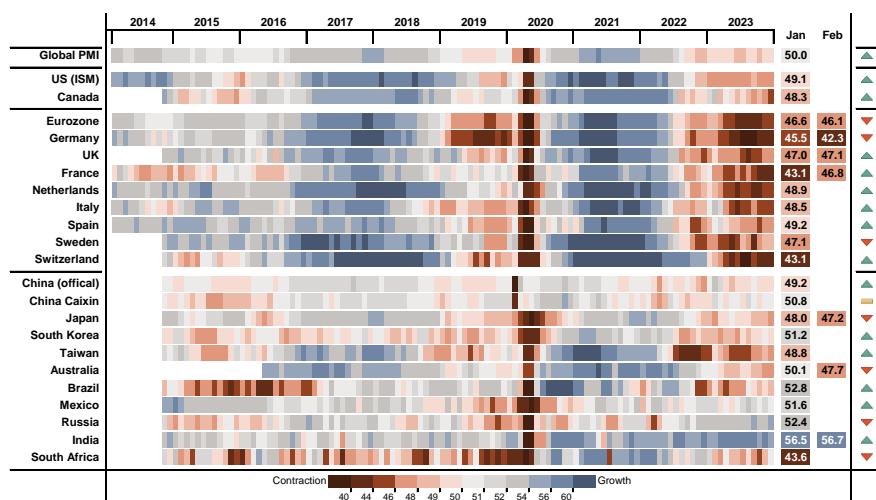 2014 2015 2016 2017 2018 2019 2020 2021 2022 2023 Jan Feb
Global PMI 50.0
US (ISM) 49.1
Canada 48.3
Eurozone 46.6 46.1
Germany 45.5 42.3
UK 47.0 47.1
France 43.1 46.8
Netherlands 48.9
Italy 48.5
Spain 49.2
Sweden 47.1
Switzerland 43.1
China (offical) 49.2
China Caixin 50.8
Japan 48.0 47.2
South Korea 51.2
Taiwan 48.8
Australia 50.1 47.7
Brazil 52.8
Mexico 51.6
Russia 52.4
India 56.5 56.7
South Africa 43.6
Contraction Growth
40 44 46 48 49 50 51 52 54 56 60